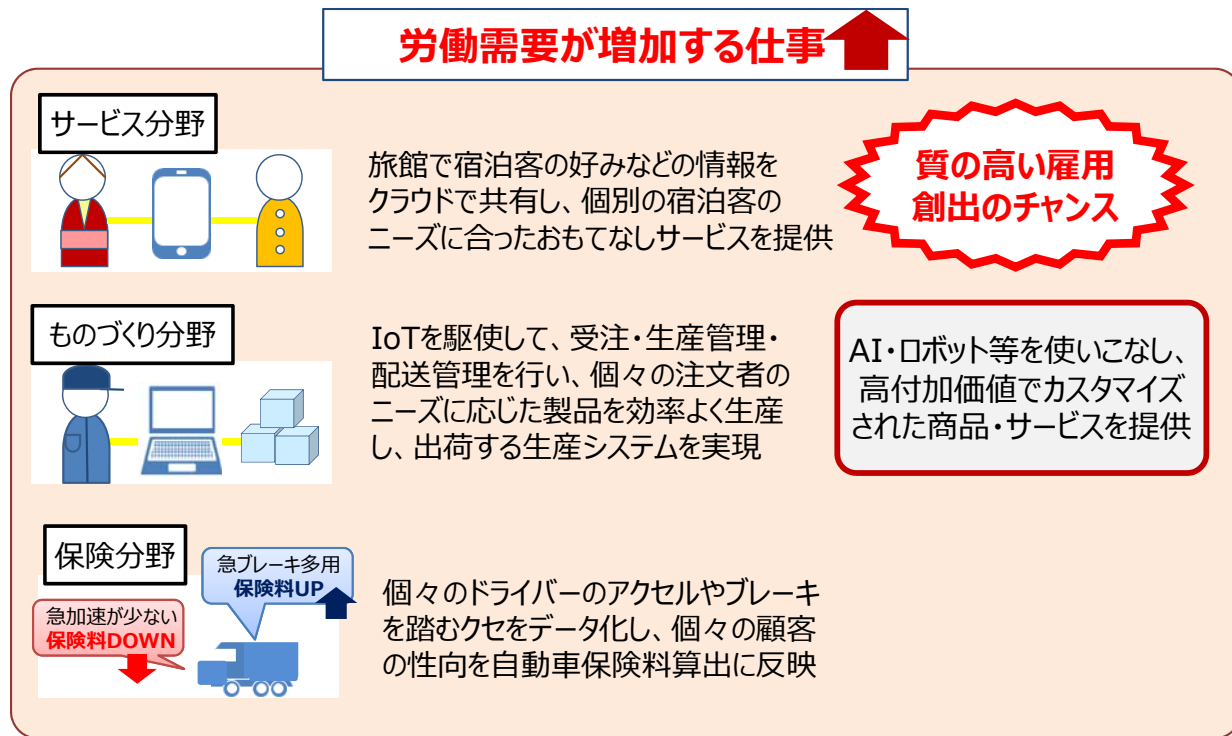 労働需要が増加する仕事
サービス分野
旅館で宿泊客の好みなどの情報を
クラウドで共有し、個別の宿泊客の
ニーズに合ったおもてなしサービスを提供
質の高い雇用
創出のチャンス
ものづくり分野
IoTを駆使して、受注・生産管理・
配送管理を行い、個々の注文者の
ニーズに応じた製品を効率よく生産
し、出荷する生産システムを実現
AI・ロボット等を使いこなし、
高付加価値でカスタマイズ
された商品・サービスを提供
保険分野
急ブレーキ多用
保険料UP
急加速が少ない
保険料DOWN
個々のドライバーのアクセルやブレーキ
を踏むクセをデータ化し、個々の顧客
の性向を自動車保険料算出に反映